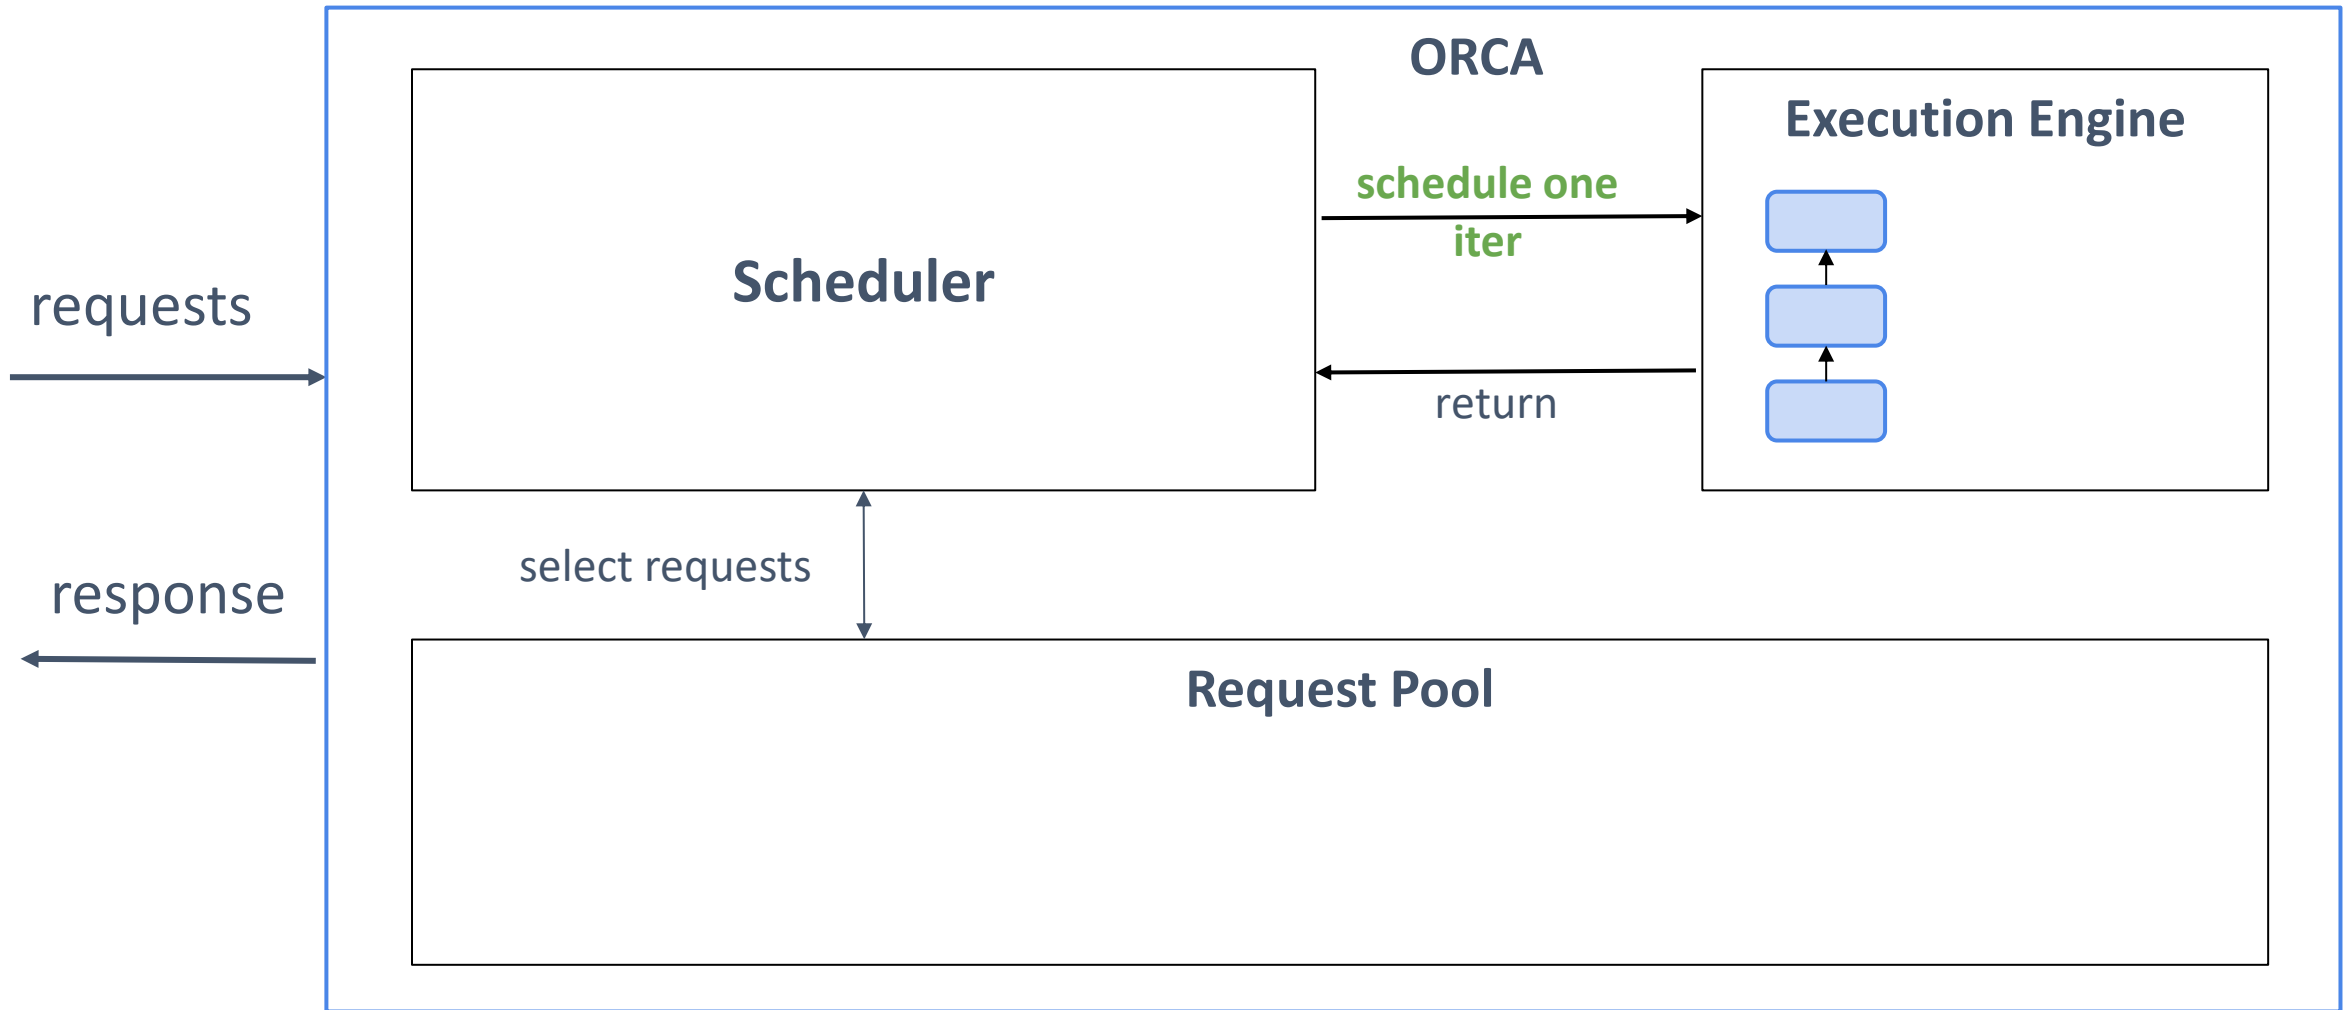 ORCA
Execution Engine
schedule one
iter
Scheduler
requests
return
select requests
response
Request Pool